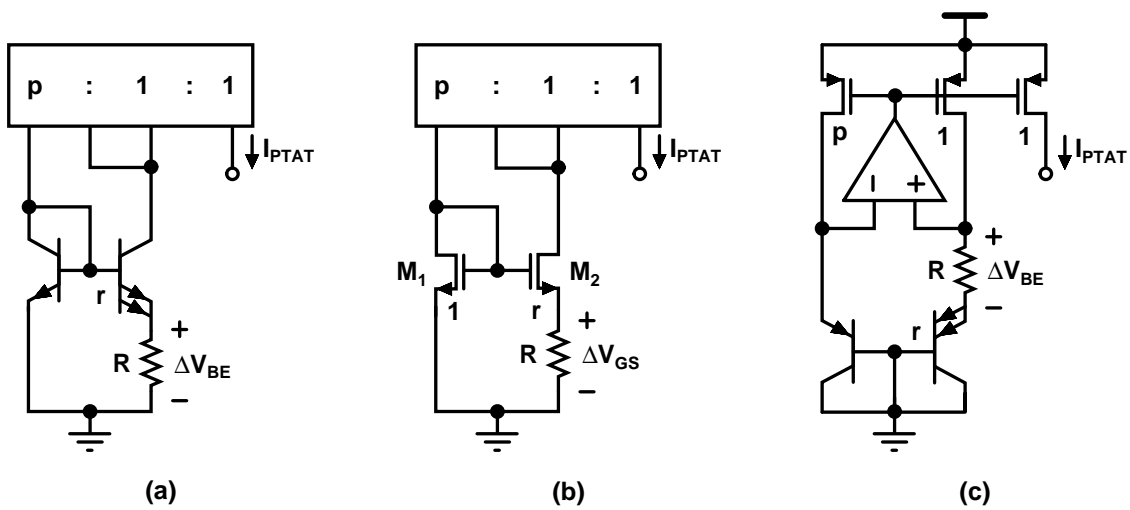 p : 1 : 1
I_PTAT
r
+
R ΔV_BE
−
(a)
p : 1 : 1
I_PTAT
M_1 M_2
1 r
+
R ΔV_GS
−
(b)
p 1 1
I_PTAT
− +
+
R ΔV_BE
−
r
(c)